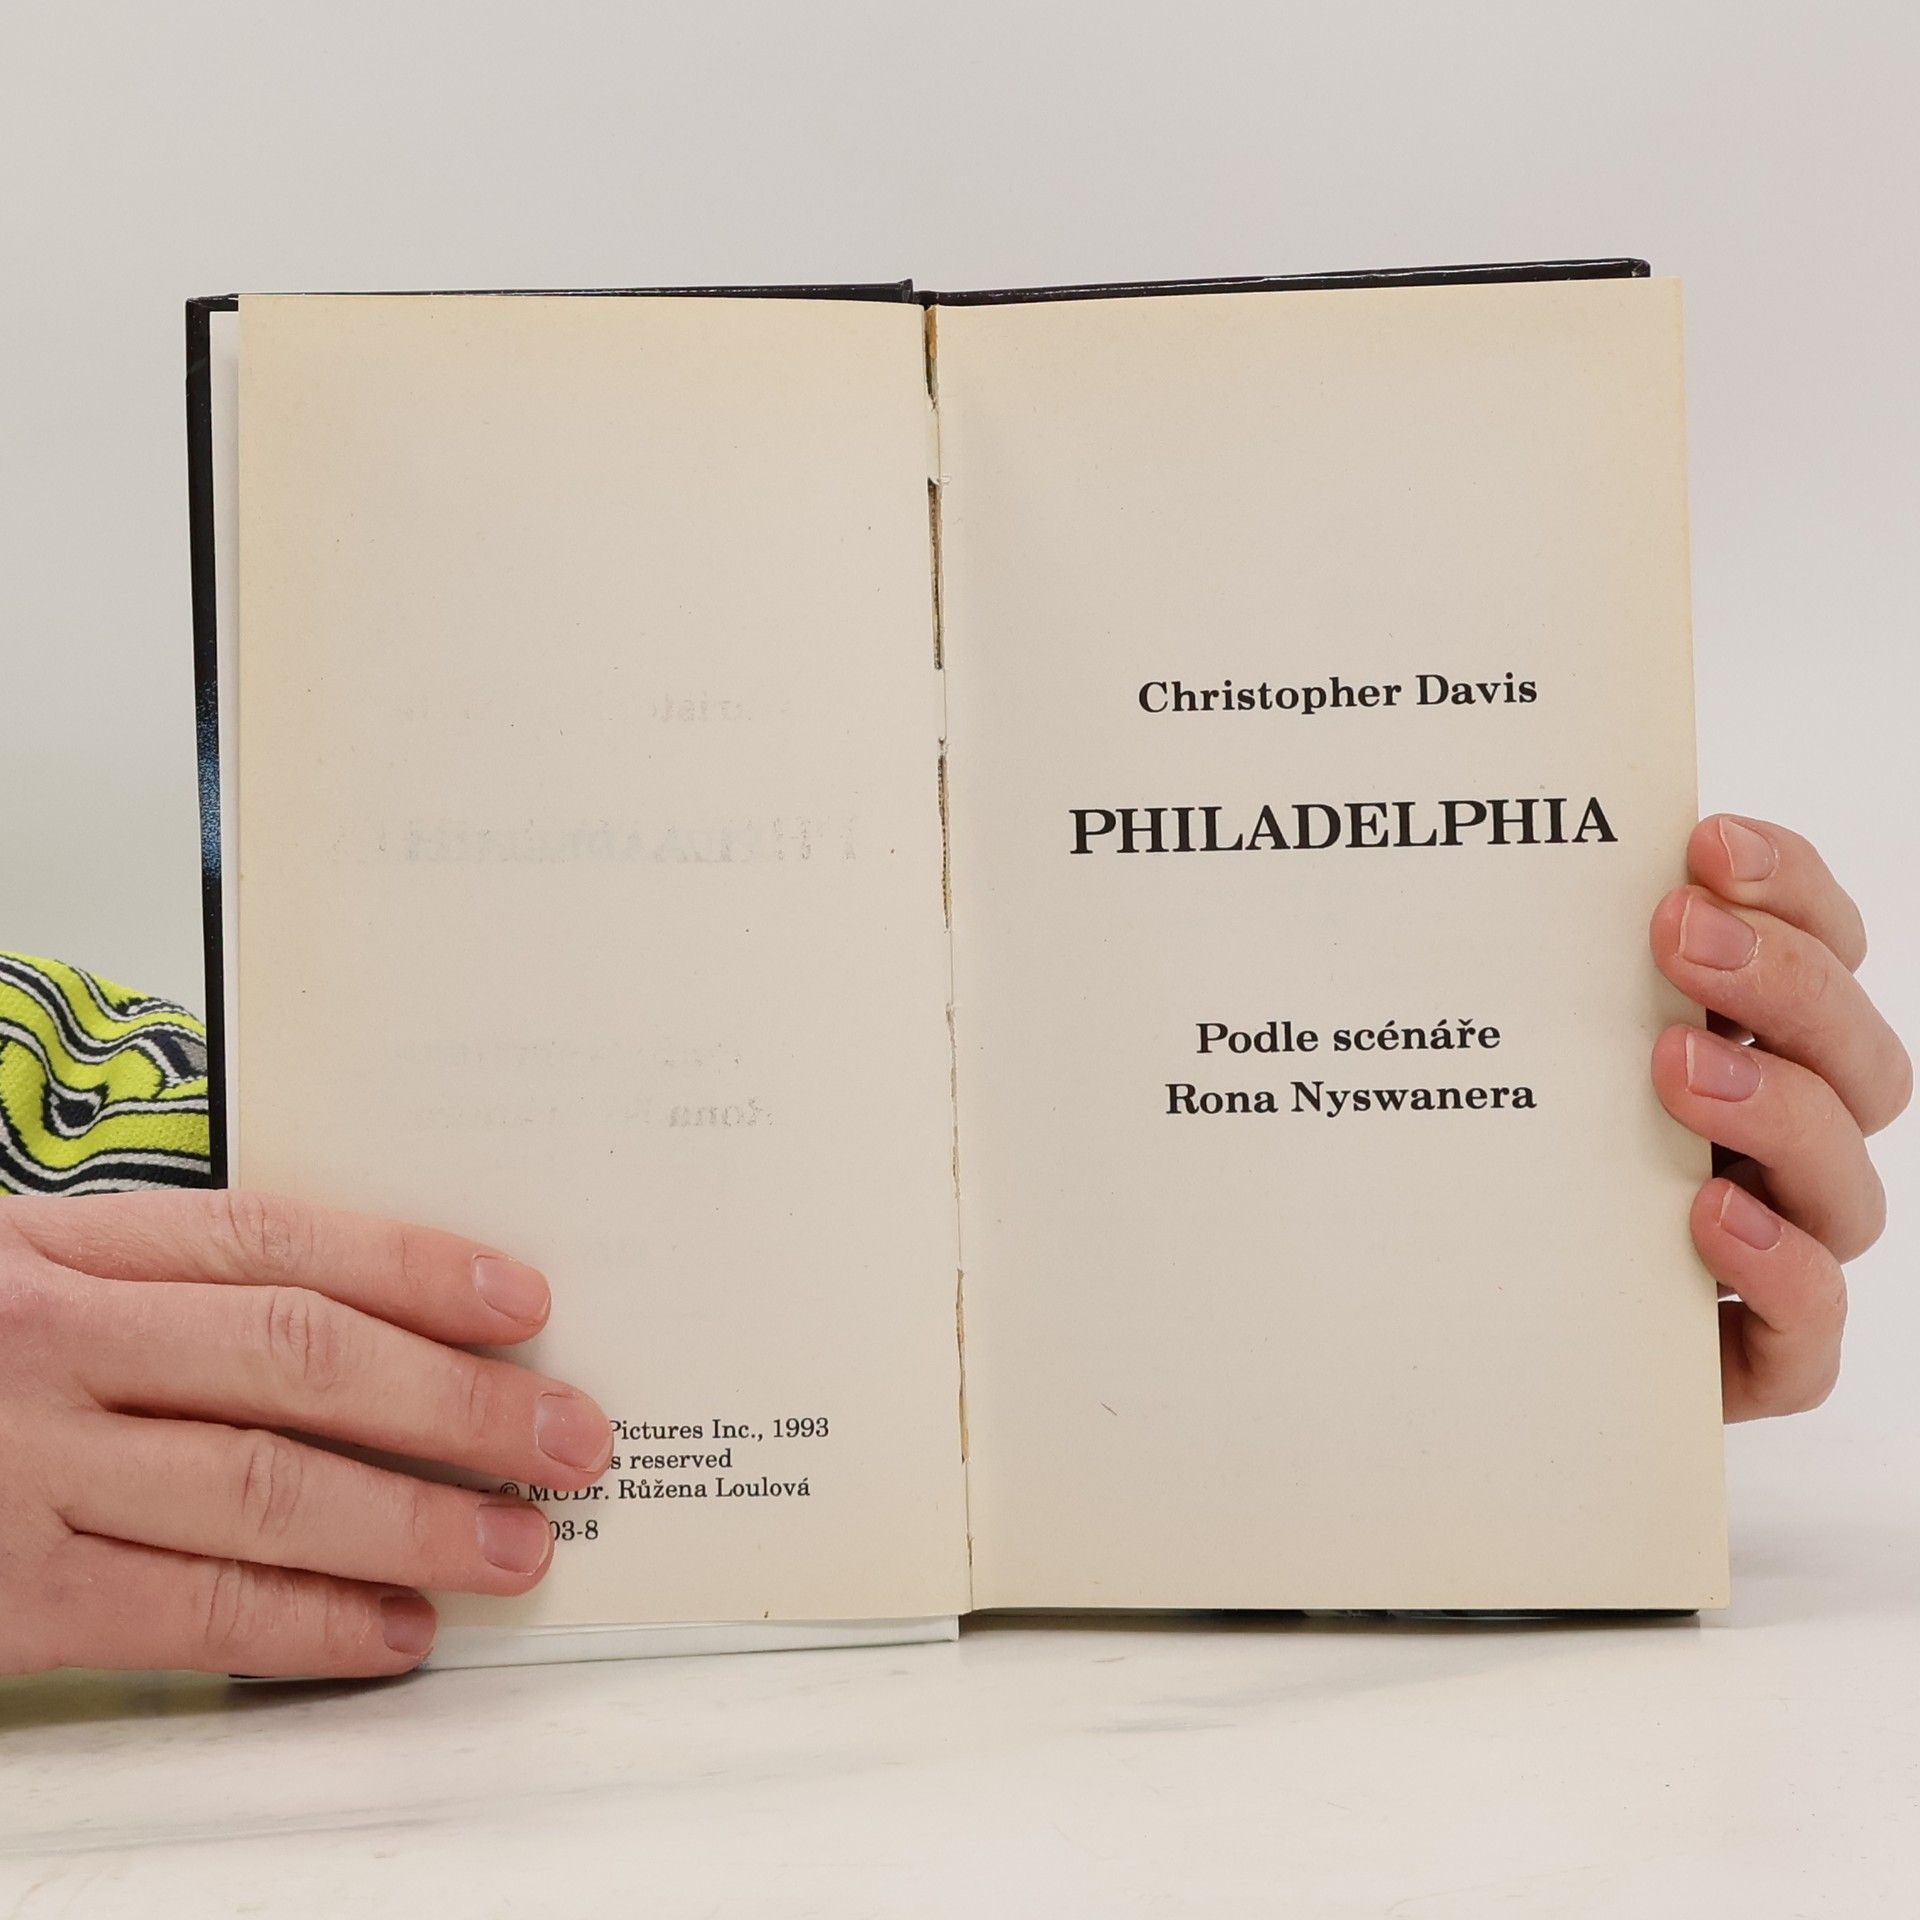 Pictures Inc., 1993
reserved
© MUDr. Růžena Loulová
03-8
Christopher Davis
PHILADELPHIA
Podle scénáře
Rona Nyswanera